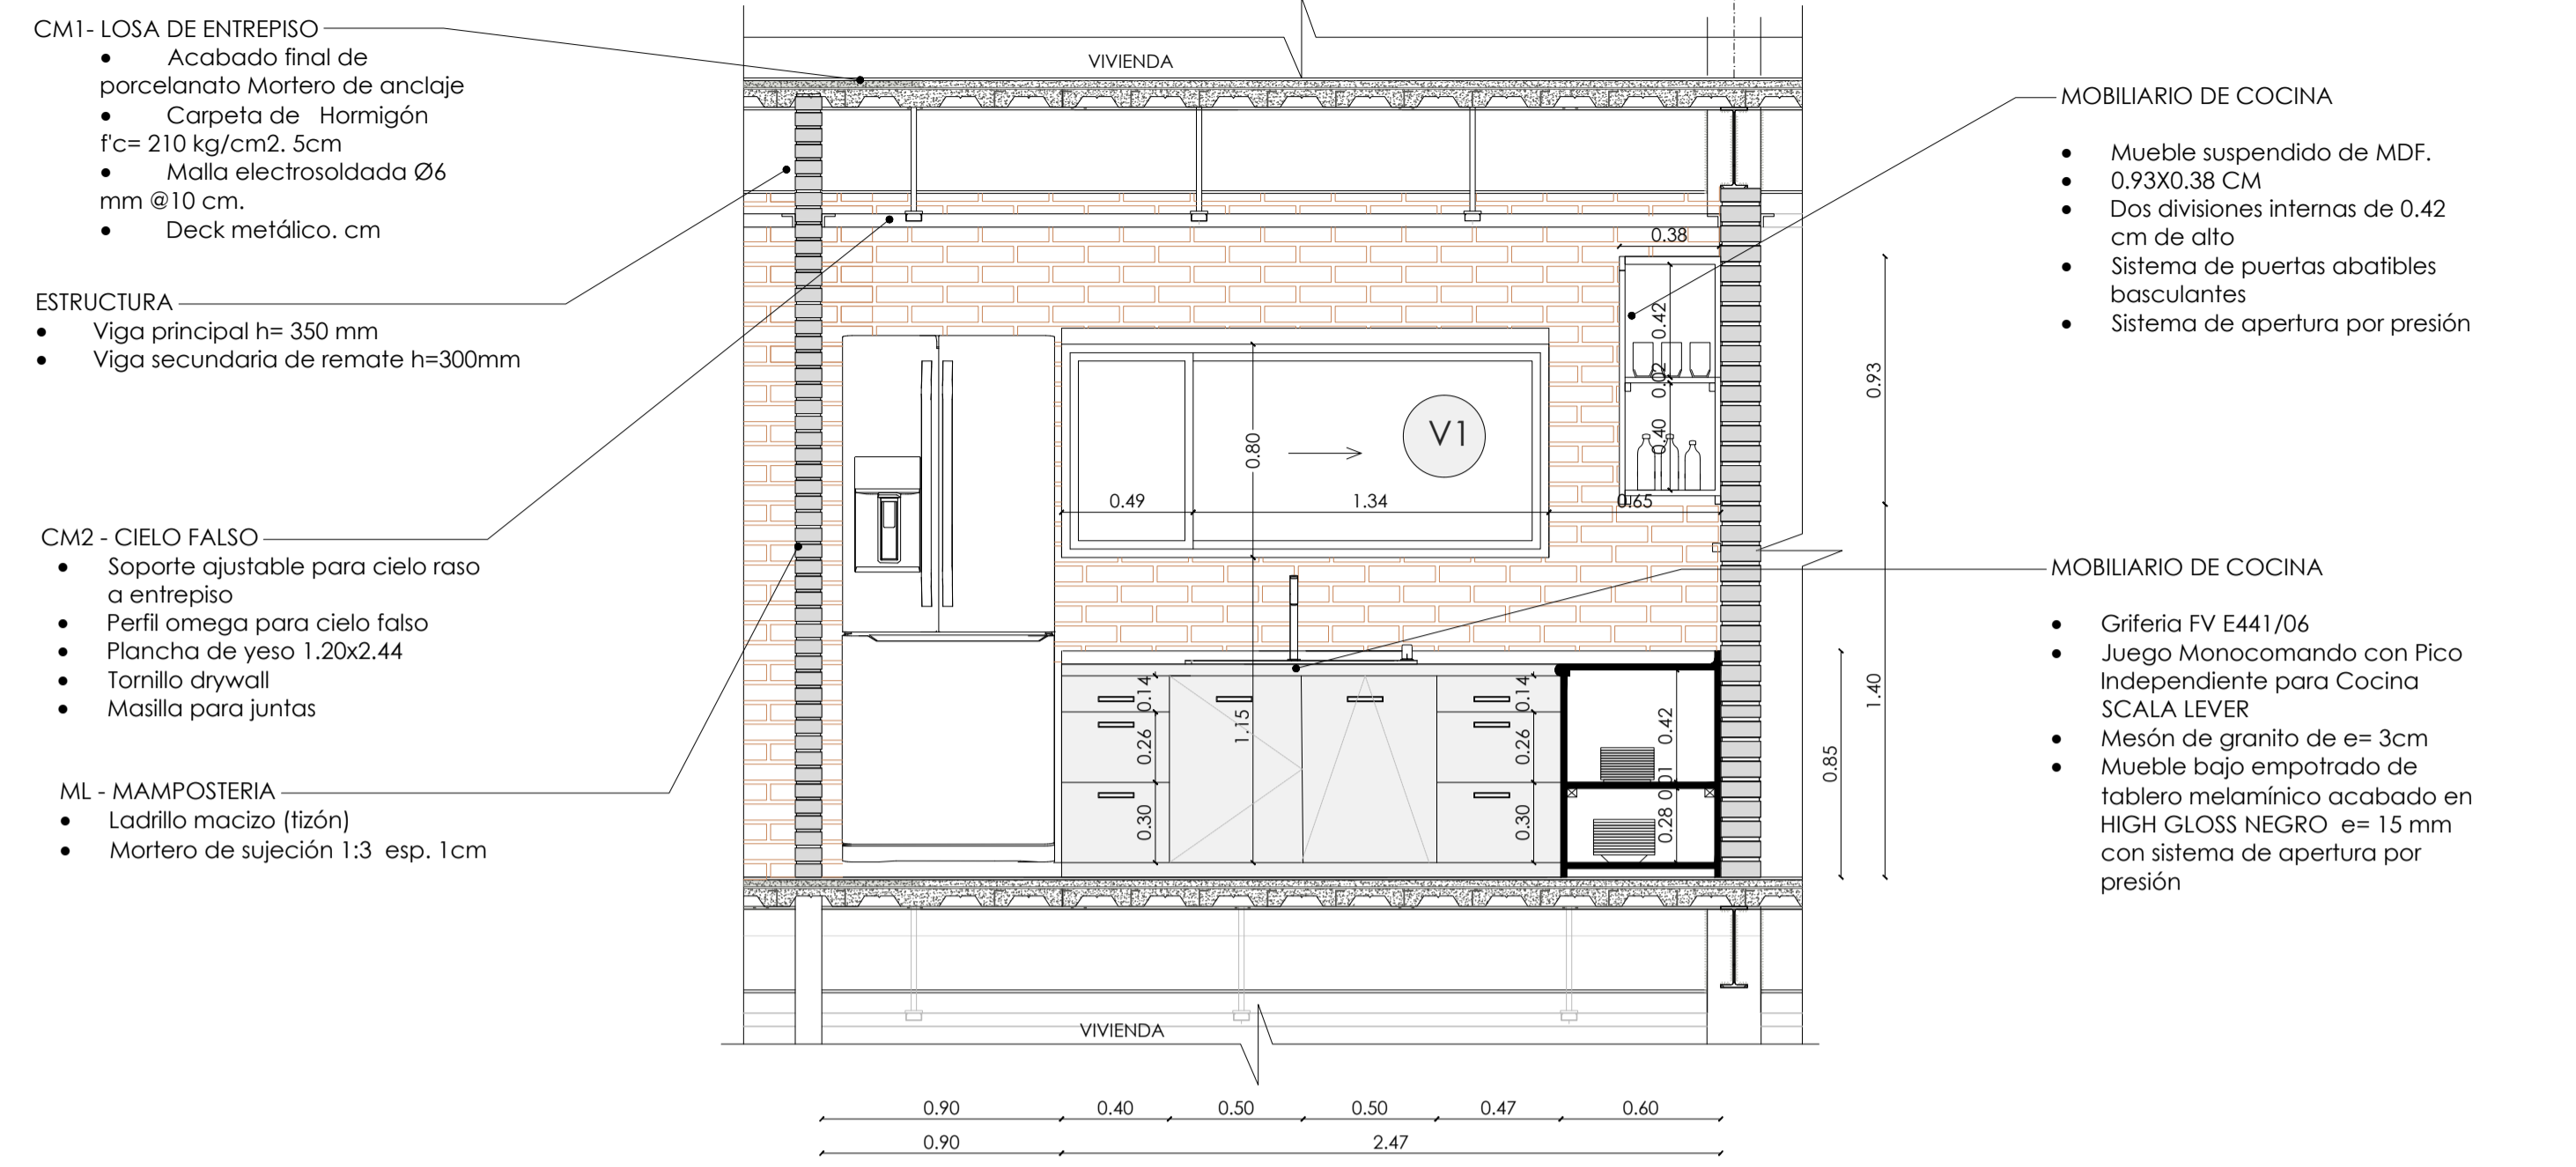 CM1- LOSA DE ENTREPISO
• Acabado final de
porcelanato Mortero de anclaje
• Carpeta de Hormigón
f'c= 210 kg/cm2. 5cm
• Malla electrosoldada Ø6
mm @10 cm.
• Deck metálico. cm
ESTRUCTURA
• Viga principal h= 350 mm
• Viga secundaria de remate h=300mm
CM2 - CIELO FALSO
• Soporte ajustable para cielo raso
a entrepiso
• Perfil omega para cielo falso
• Plancha de yeso 1.20x2.44
• Tornillo drywall
• Masilla para juntas
ML - MAMPOSTERIA
• Ladrillo macizo (tizón)
• Mortero de sujeción 1:3 esp. 1cm
VIVIENDA
0.38
0.42
0.02
0.40
V1
0.80
0.49
1.34
0.65
0.14
0.26
0.30
1.15
0.14
0.26
0.30
0.42
0.01
0.28
0.93
1.40
0.85
VIVIENDA
0.90
0.40
0.50
0.50
0.47
0.60
0.90
2.47
MOBILIARIO DE COCINA
• Mueble suspendido de MDF.
• 0.93X0.38 CM
• Dos divisiones internas de 0.42
cm de alto
• Sistema de puertas abatibles
basculantes
• Sistema de apertura por presión
MOBILIARIO DE COCINA
• Griferia FV E441/06
• Juego Monocomando con Pico
Independiente para Cocina
SCALA LEVER
• Mesón de granito de e= 3cm
• Mueble bajo empotrado de
tablero melamínico acabado en
HIGH GLOSS NEGRO e= 15 mm
con sistema de apertura por
presión